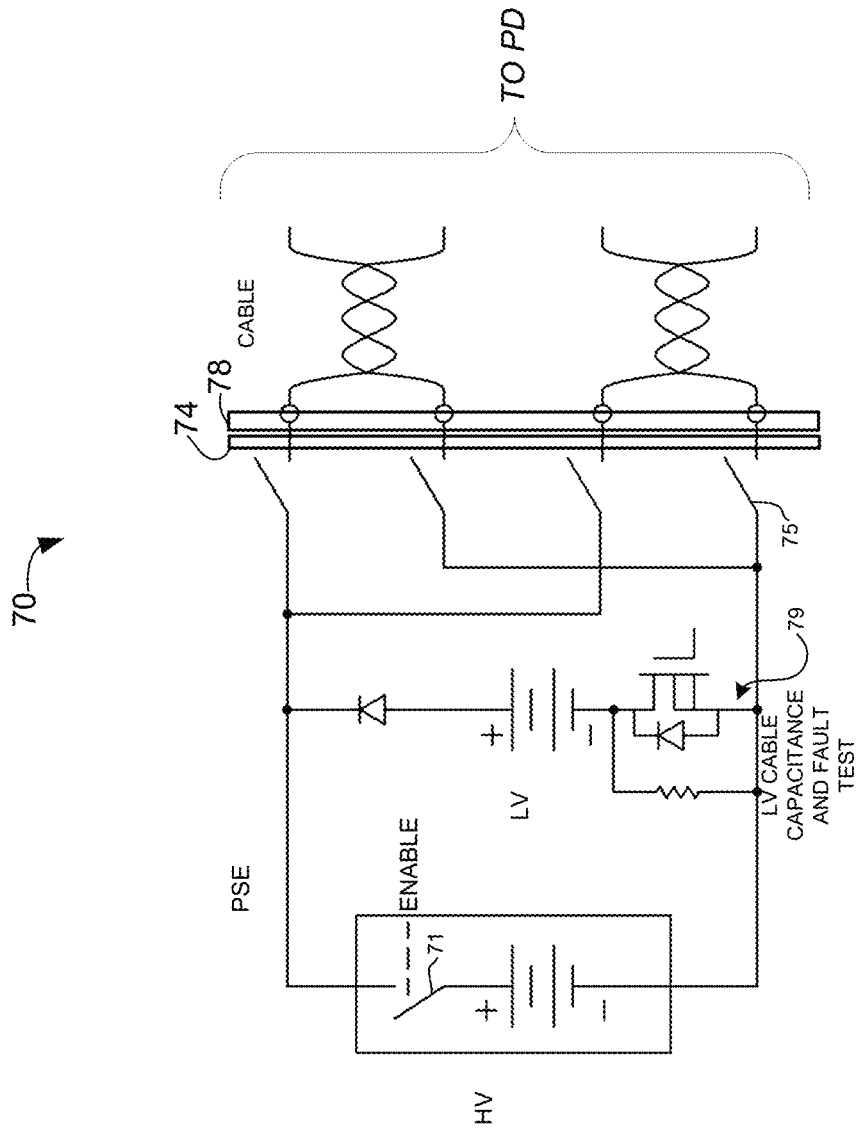 70
PSE
CABLE
74
78
TO PD
HV
71
ENABLE
+
−
LV
+
−
75
79
LV CABLE
CAPACITANCE
AND FAULT
TEST